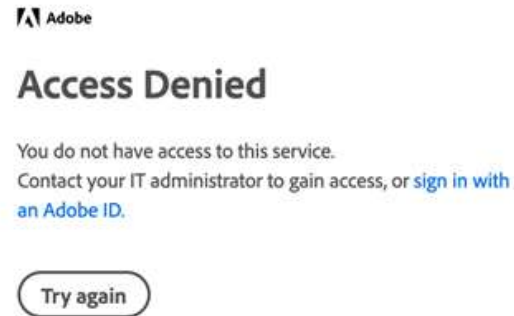 Adobe
Access Denied
You do not have access to this service.
Contact your IT administrator to gain access, or sign in with
an Adobe ID.
Try again